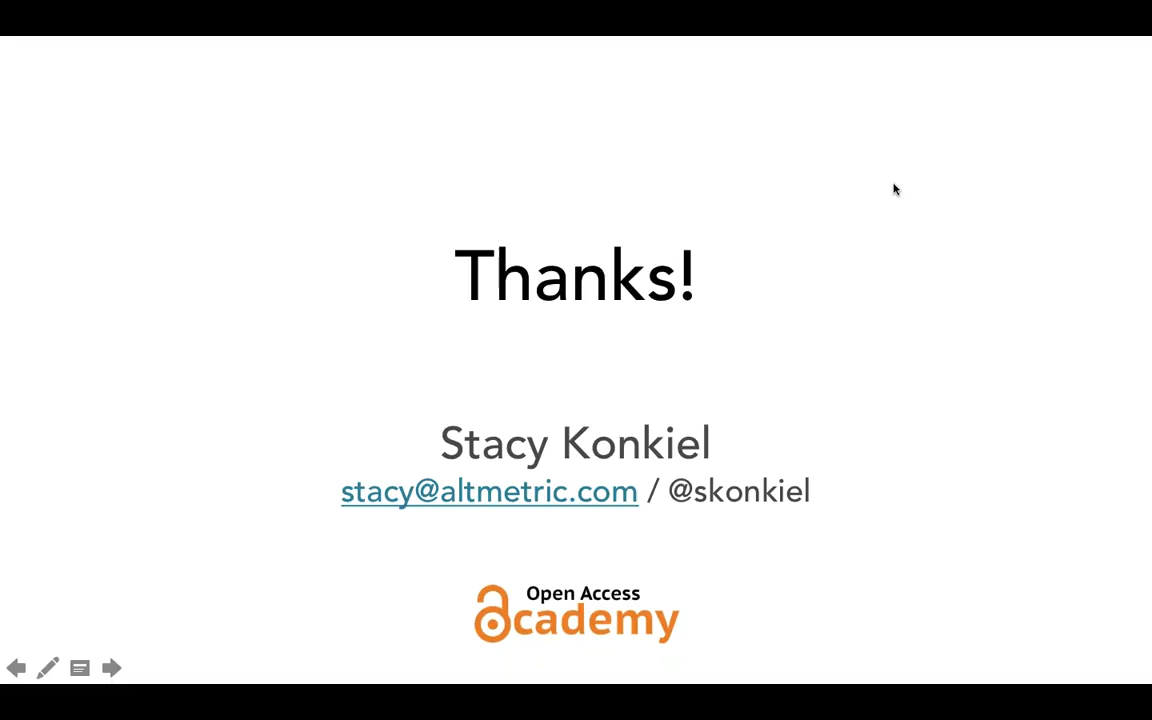 Thanks!
Stacy Konkiel
stacy@altmetric.com / @skonkiel
Open Access
academy